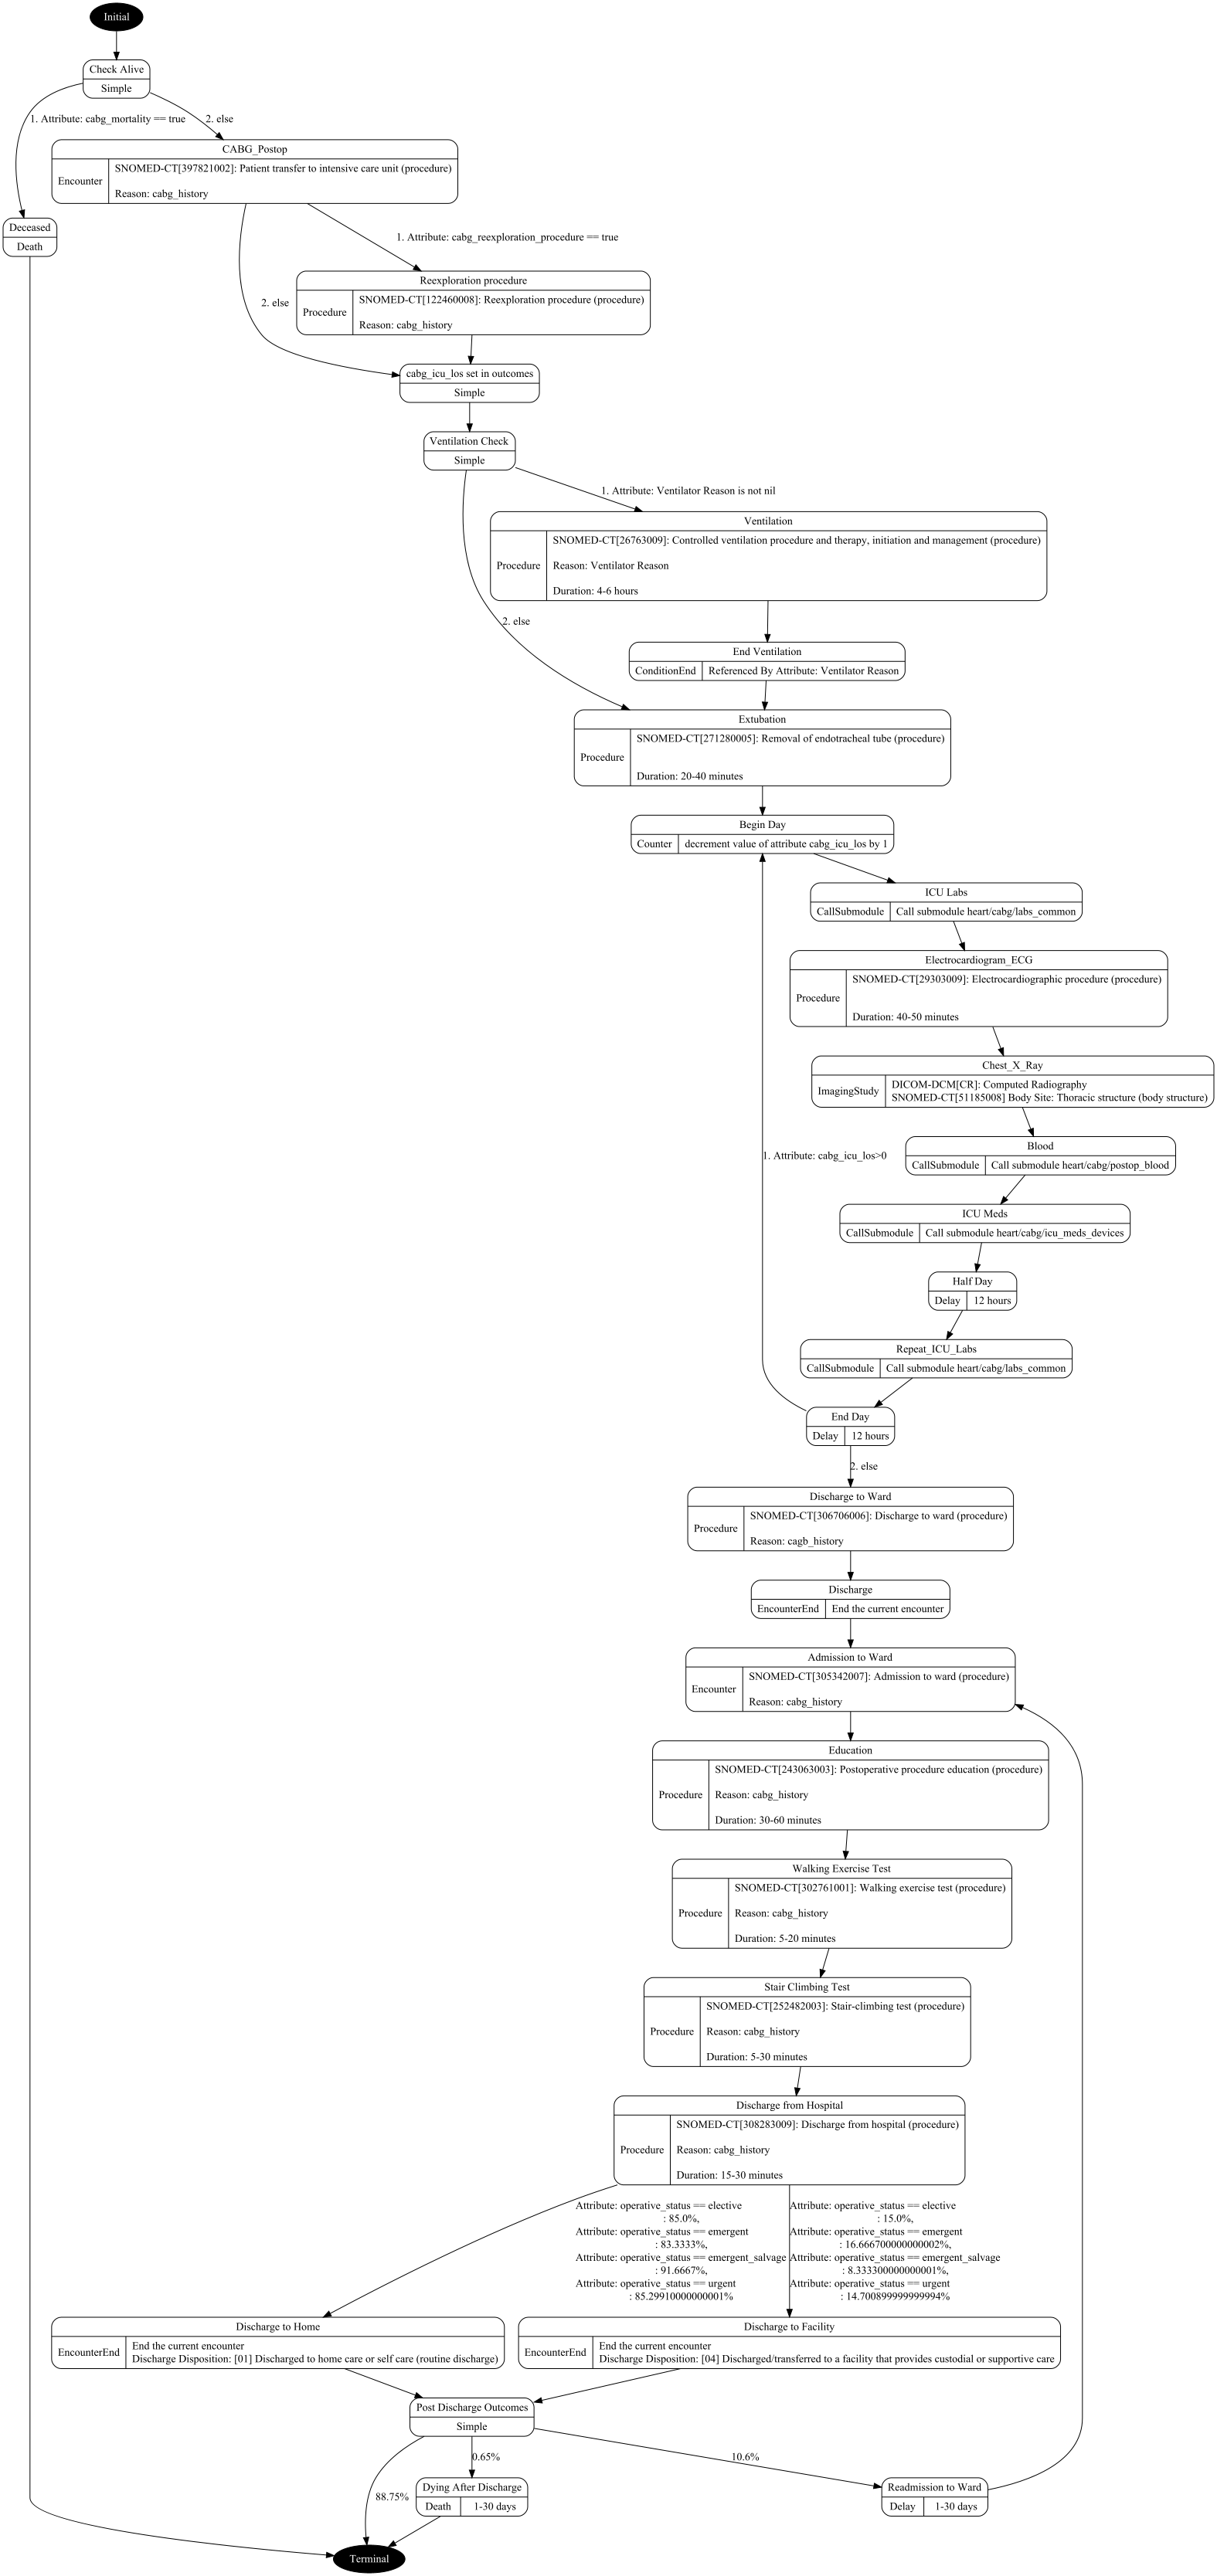 Initial
Check Alive
Simple
1. Attribute: cabg_mortality == true
2. else
CABG_Postop
Encounter
SNOMED-CT[397821002]: Patient transfer to intensive care unit (procedure)
Reason: cabg_history
Deceased
Death
1. Attribute: cabg_reexploration_procedure == true
2. else
Reexploration procedure
Procedure
SNOMED-CT[122460008]: Reexploration procedure (procedure)
Reason: cabg_history
cabg_icu_los set in outcomes
Simple
Ventilation Check
Simple
1. Attribute: Ventilator Reason is not nil
Ventilation
Procedure
SNOMED-CT[26763009]: Controlled ventilation procedure and therapy, initiation and management (procedure)
Reason: Ventilator Reason
Duration: 4-6 hours
2. else
End Ventilation
ConditionEnd
Referenced By Attribute: Ventilator Reason
Extubation
Procedure
SNOMED-CT[271280005]: Removal of endotracheal tube (procedure)
Duration: 20-40 minutes
Begin Day
Counter
decrement value of attribute cabg_icu_los by 1
ICU Labs
CallSubmodule
Call submodule heart/cabg/labs_common
Electrocardiogram_ECG
Procedure
SNOMED-CT[29303009]: Electrocardiographic procedure (procedure)
Duration: 40-50 minutes
Chest_X_Ray
ImagingStudy
DICOM-DCM[CR]: Computed Radiography
SNOMED-CT[51185008] Body Site: Thoracic structure (body structure)
1. Attribute: cabg_icu_los>0
Blood
CallSubmodule
Call submodule heart/cabg/postop_blood
ICU Meds
CallSubmodule
Call submodule heart/cabg/icu_meds_devices
Half Day
Delay
12 hours
Repeat_ICU_Labs
CallSubmodule
Call submodule heart/cabg/labs_common
End Day
Delay
12 hours
2. else
Discharge to Ward
Procedure
SNOMED-CT[306706006]: Discharge to ward (procedure)
Reason: cagb_history
Discharge
EncounterEnd
End the current encounter
Admission to Ward
Encounter
SNOMED-CT[305342007]: Admission to ward (procedure)
Reason: cabg_history
Education
Procedure
SNOMED-CT[243063003]: Postoperative procedure education (procedure)
Reason: cabg_history
Duration: 30-60 minutes
Walking Exercise Test
Procedure
SNOMED-CT[302761001]: Walking exercise test (procedure)
Reason: cabg_history
Duration: 5-20 minutes
Stair Climbing Test
Procedure
SNOMED-CT[252482003]: Stair-climbing test (procedure)
Reason: cabg_history
Duration: 5-30 minutes
Discharge from Hospital
Procedure
SNOMED-CT[308283009]: Discharge from hospital (procedure)
Reason: cabg_history
Duration: 15-30 minutes
Attribute: operative_status == elective
: 85.0%,
Attribute: operative_status == emergent
: 83.3333%,
Attribute: operative_status == emergent_salvage
: 91.6667%,
Attribute: operative_status == urgent
: 85.29910000000001%
Attribute: operative_status == elective
: 15.0%,
Attribute: operative_status == emergent
: 16.666700000000002%,
Attribute: operative_status == emergent_salvage
: 8.333300000000001%,
Attribute: operative_status == urgent
: 14.700899999999994%
Discharge to Home
EncounterEnd
End the current encounter
Discharge Disposition: [01] Discharged to home care or self care (routine discharge)
Discharge to Facility
EncounterEnd
End the current encounter
Discharge Disposition: [04] Discharged/transferred to a facility that provides custodial or supportive care
Post Discharge Outcomes
Simple
0.65%
10.6%
88.75%
Dying After Discharge
Death
1-30 days
Readmission to Ward
Delay
1-30 days
Terminal